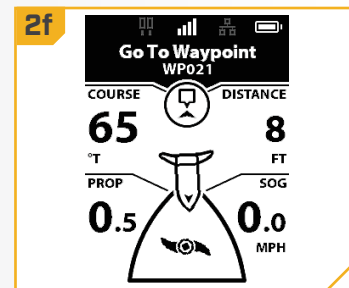 2f
Go To Waypoint
WP021
COURSE DISTANCE
65 8
°T FT
PROP SOG
0.5 0.0
MPH